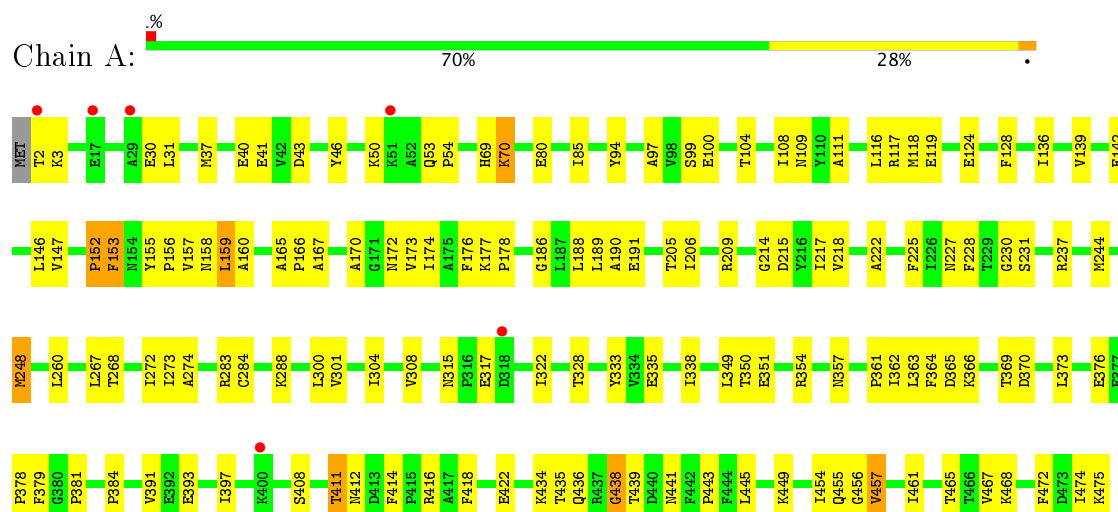 .%
Chain A:
70% 28% •
MET T2 K3 E17 A29 E30 L31 M37 E40 E41 V42 D43 Y46 K50 K51 A52 Q53 P54 H69 K70 E80 I85 Y94 A97 V98 S99 E100 T104 I108 N109 Y110 A111 L116 R117 M118 E119 E124 F128 I136 V139
L146 V147 P152 F153 N154 Y155 P156 V157 N158 L159 A160 A165 P166 A167 A170 G171 N172 V173 I174 A175 F176 K177 P178 G186 L187 L188 L189 A190 E191 T205 I206 R209 G214 D215 Y216 I217 V218 A222 F225 I226 N227 F228 T229 G230 S231 R237 M244
M248 L260 L267 T268 I272 I273 A274 R283 C284 K288 L300 V301 I304 V308 N315 P316 E317 D318 I322 T328 Y333 V334 E335 I338 L349 T350 E351 R354 N357 P361 I362 L363 F364 D365 K366 T369 D370 L373 E376
P378 F379 G380 P381 P384 V391 E392 E393 I397 K400 S408 T411 N412 D413 F414 P415 R416 A417 F418 E422 K434 T435 Q436 R437 G438 T439 D440 N441 F442 P443 F444 L445 K449 I454 Q455 G456 V457 I461 T465 T466 V467 K468 F472 D473 I474 K475